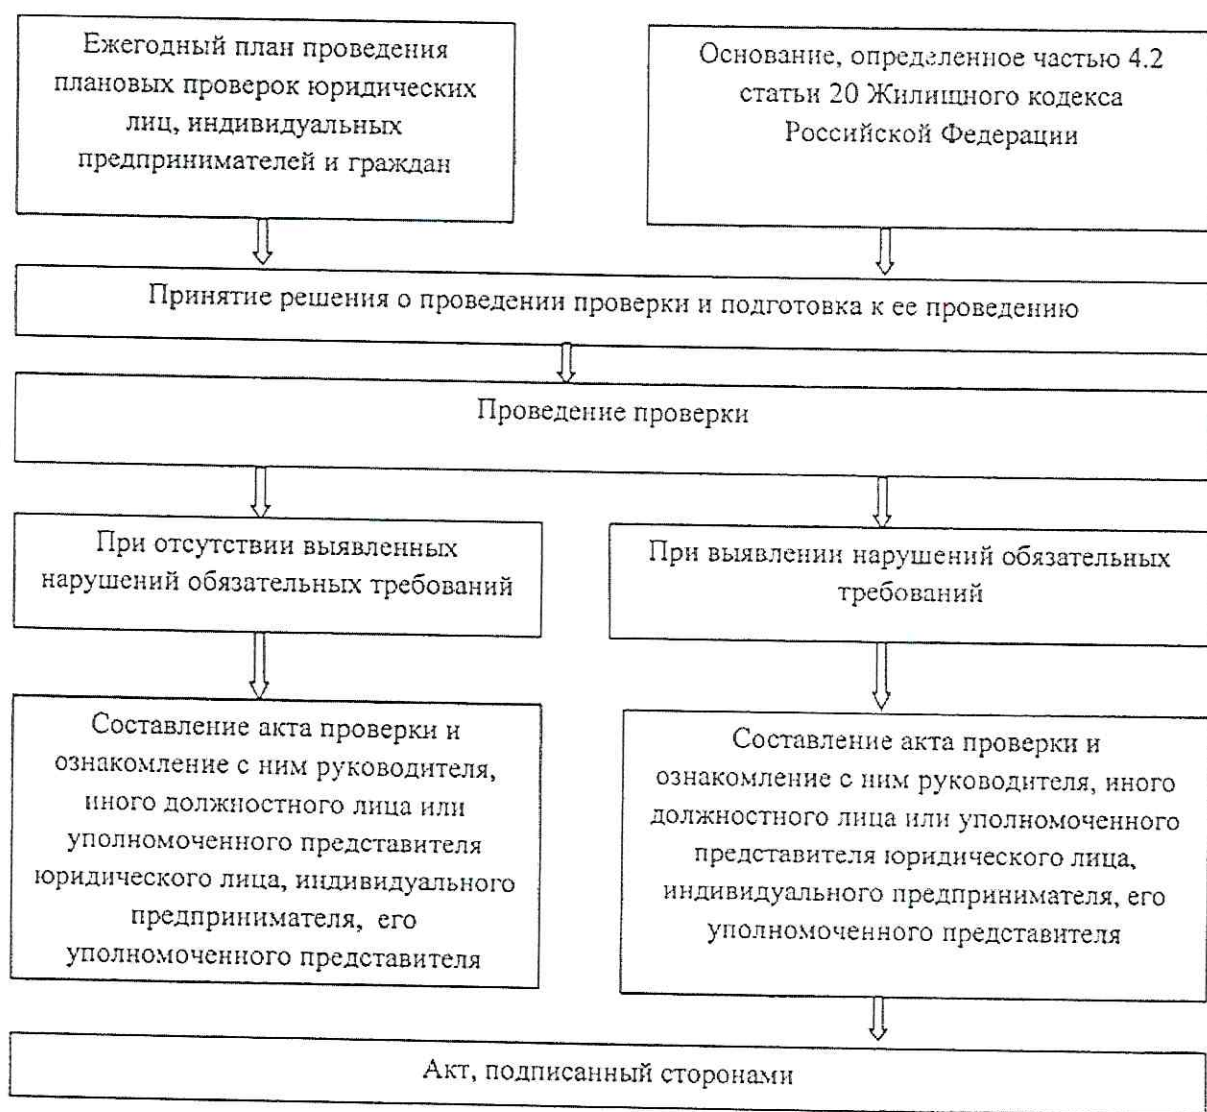 Ежегодный план проведения
плановых проверок юридических
лиц, индивидуальных
предпринимателей и граждан
Основание, определенное частью 4.2
статьи 20 Жилищного кодекса
Российской Федерации
Принятие решения о проведении проверки и подготовка к ее проведению
Проведение проверки
При отсутствии выявленных
нарушений обязательных требований
При выявлении нарушений обязательных
требований
Составление акта проверки и
ознакомление с ним руководителя,
иного должностного лица или
уполномоченного представителя
юридического лица, индивидуального
предпринимателя, его
уполномоченного представителя
Составление акта проверки и
ознакомление с ним руководителя, иного
должностного лица или уполномоченного
представителя юридического лица,
индивидуального предпринимателя, его
уполномоченного представителя
Акт, подписанный сторонами